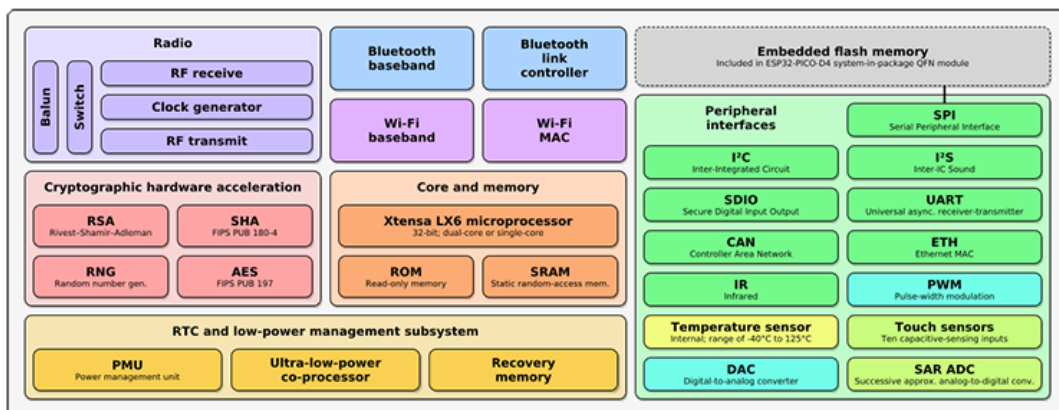 Radio
Balun
Switch
RF receive
Clock generator
RF transmit
Bluetooth
baseband
Bluetooth
link
controller
Wi-Fi
baseband
Wi-Fi
MAC
Embedded flash memory
Included in ESP32-PICO-D4 system-in-package QFN module
Cryptographic hardware acceleration
RSA
Rivest–Shamir–Adleman
SHA
FIPS PUB 180-4
RNG
Random number gen.
AES
FIPS PUB 197
Core and memory
Xtensa LX6 microprocessor
32-bit; dual-core or single-core
ROM
Read-only memory
SRAM
Static random-access mem.
RTC and low-power management subsystem
PMU
Power management unit
Ultra-low-power
co-processor
Recovery
memory
Peripheral
interfaces
SPI
Serial Peripheral Interface
I²C
Inter-Integrated Circuit
I²S
Inter-IC Sound
SDIO
Secure Digital Input Output
UART
Universal async. receiver-transmitter
CAN
Controller Area Network
ETH
Ethernet MAC
IR
Infrared
PWM
Pulse-width modulation
Temperature sensor
Internal; range of -40°C to 125°C
Touch sensors
Ten capacitive-sensing inputs
DAC
Digital-to-analog converter
SAR ADC
Successive approx. analog-to-digital conv.